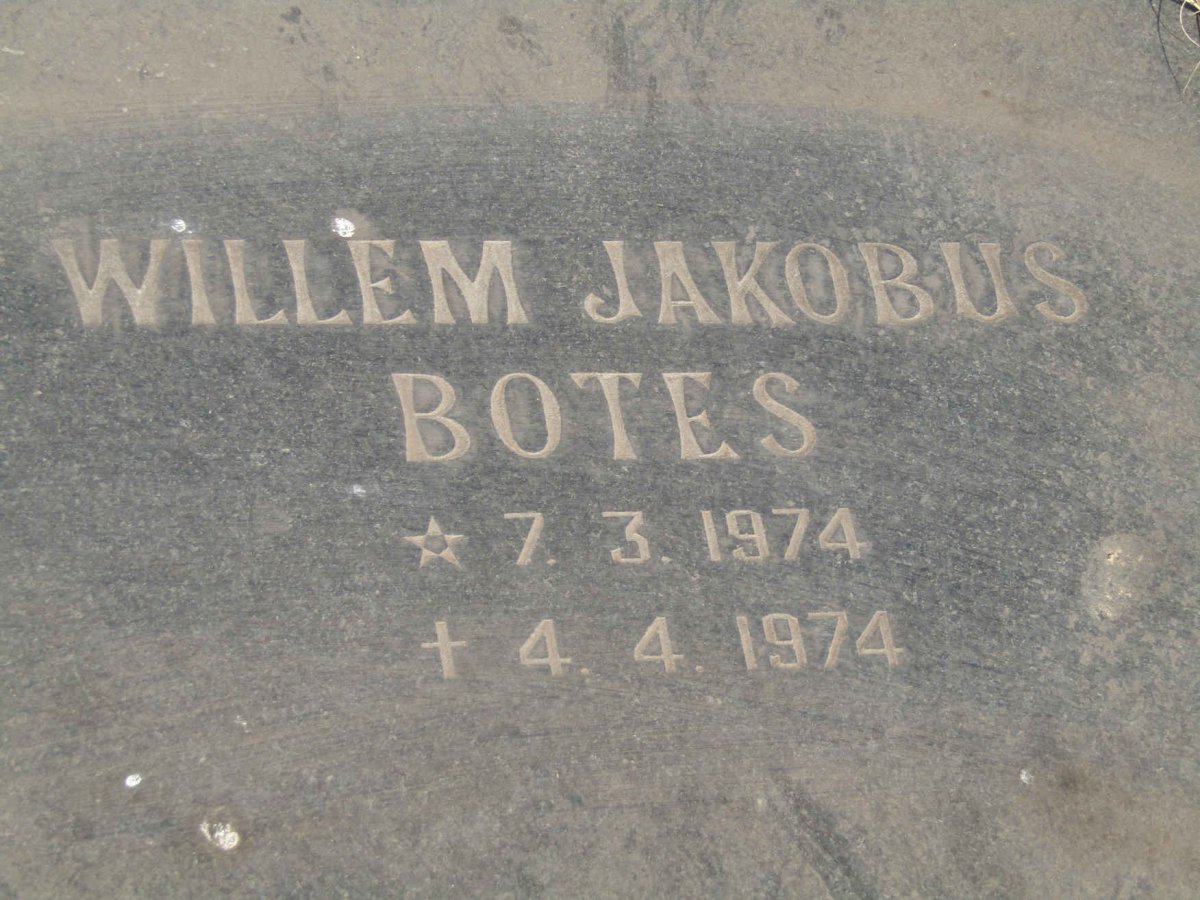 WILLEM JAKOBUS
BOTES
☆ 7. 3. 1974
✝ 4. 4. 1974